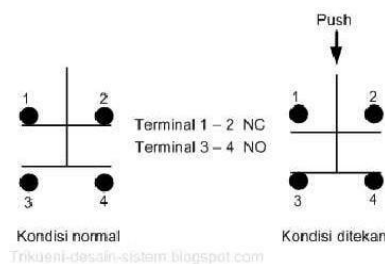 Push
1 2
1 2
Terminal 1 – 2 NC
Terminal 3 – 4 NO
3 4
3 4
Kondisi normal
Kondisi ditekan
Trikueni-desain-sistem.blogspot.com